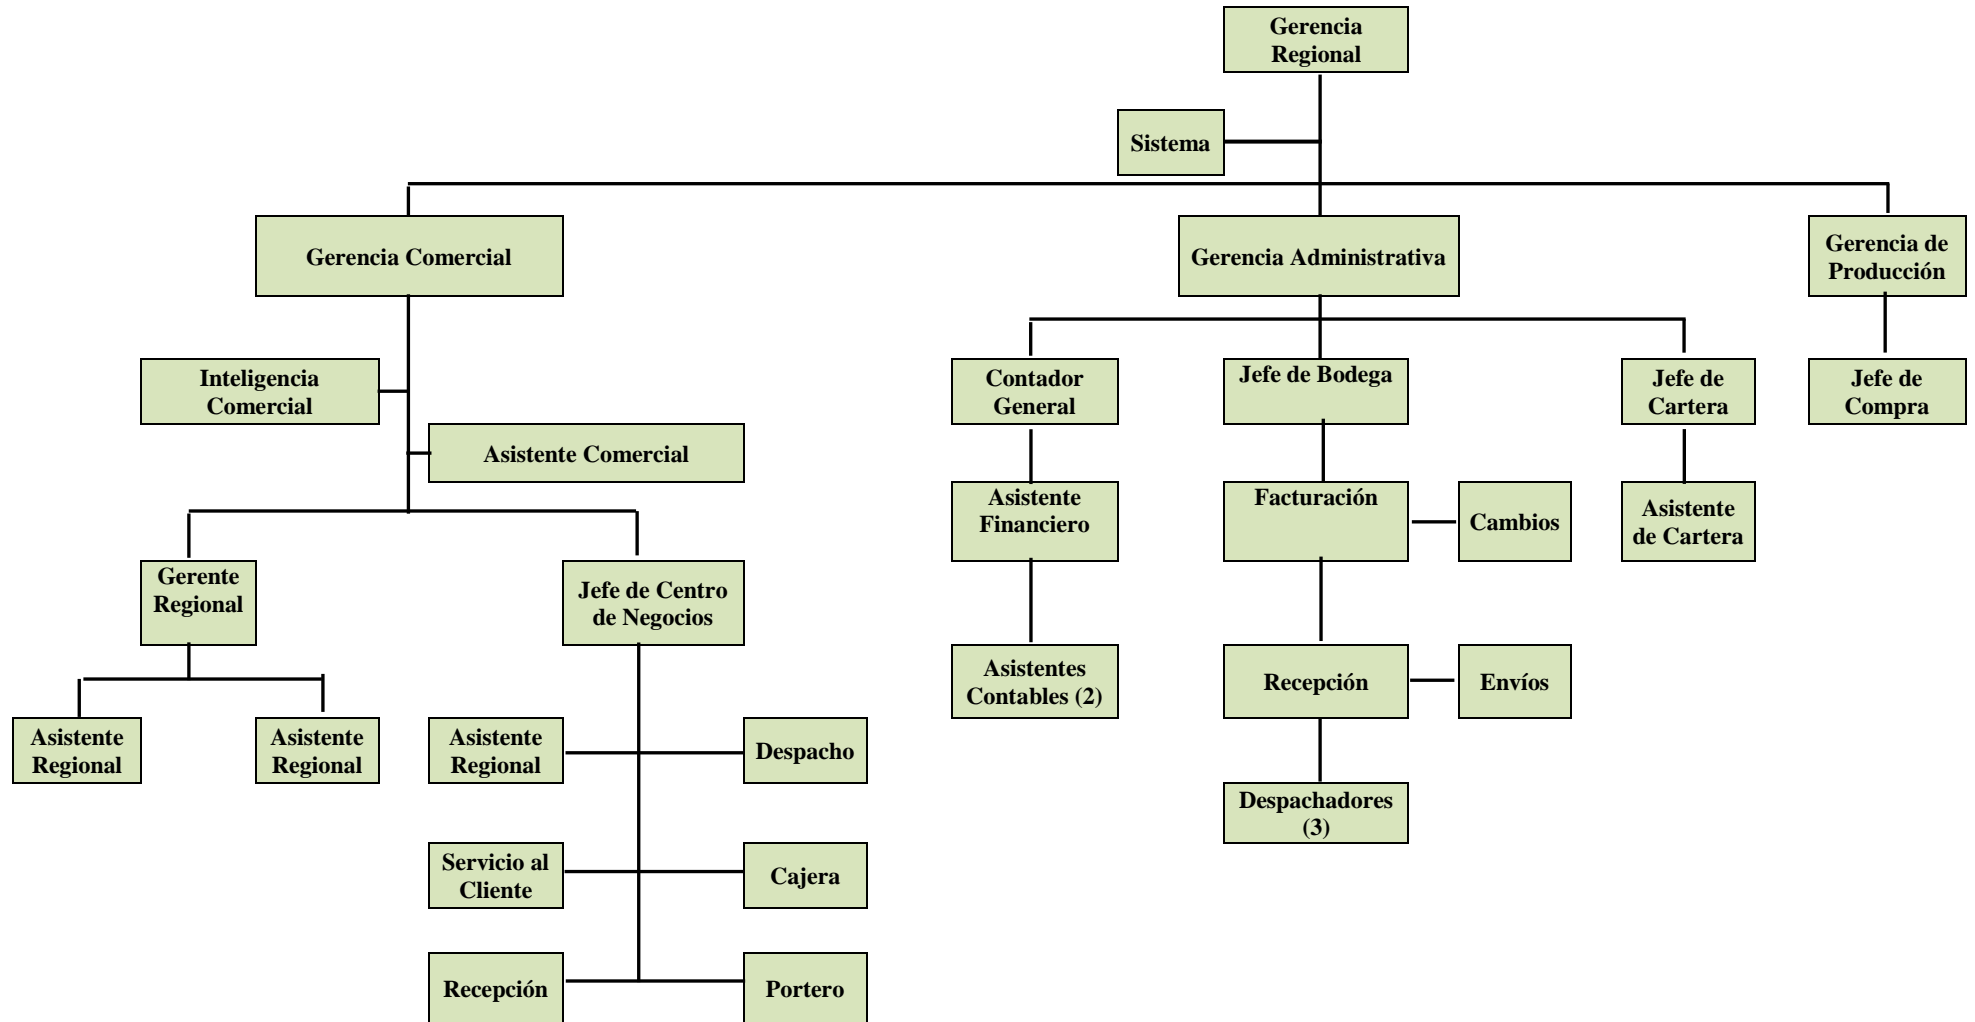 Gerencia
Regional
Sistema
Gerencia Comercial
Gerencia Administrativa
Gerencia de
Producción
Inteligencia
Comercial
Asistente Comercial
Contador
General
Jefe de Bodega
Jefe de
Cartera
Jefe de
Compra
Asistente
Financiero
Facturación
Cambios
Asistente
de Cartera
Gerente
Regional
Jefe de Centro
de Negocios
Asistentes
Contables (2)
Recepción
Envíos
Asistente
Regional
Asistente
Regional
Asistente
Regional
Despacho
Despachadores
(3)
Servicio al
Cliente
Cajera
Recepción
Portero